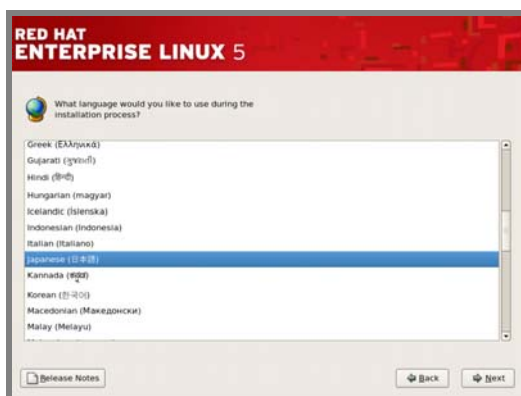 RED HAT
ENTERPRISE LINUX 5
What language would you like to use during the
installation process?
Greek (Ελληνικά)
Gujarati (ગુજરાતી)
Hindi (हिन्दी)
Hungarian (magyar)
Icelandic (Íslenska)
Indonesian (Indonesia)
Italian (Italiano)
Japanese (日本語)
Kannada (ಕನ್ನಡ)
Korean (한국어)
Macedonian (Македонски)
Malay (Melayu)
Release Notes
Back
Next